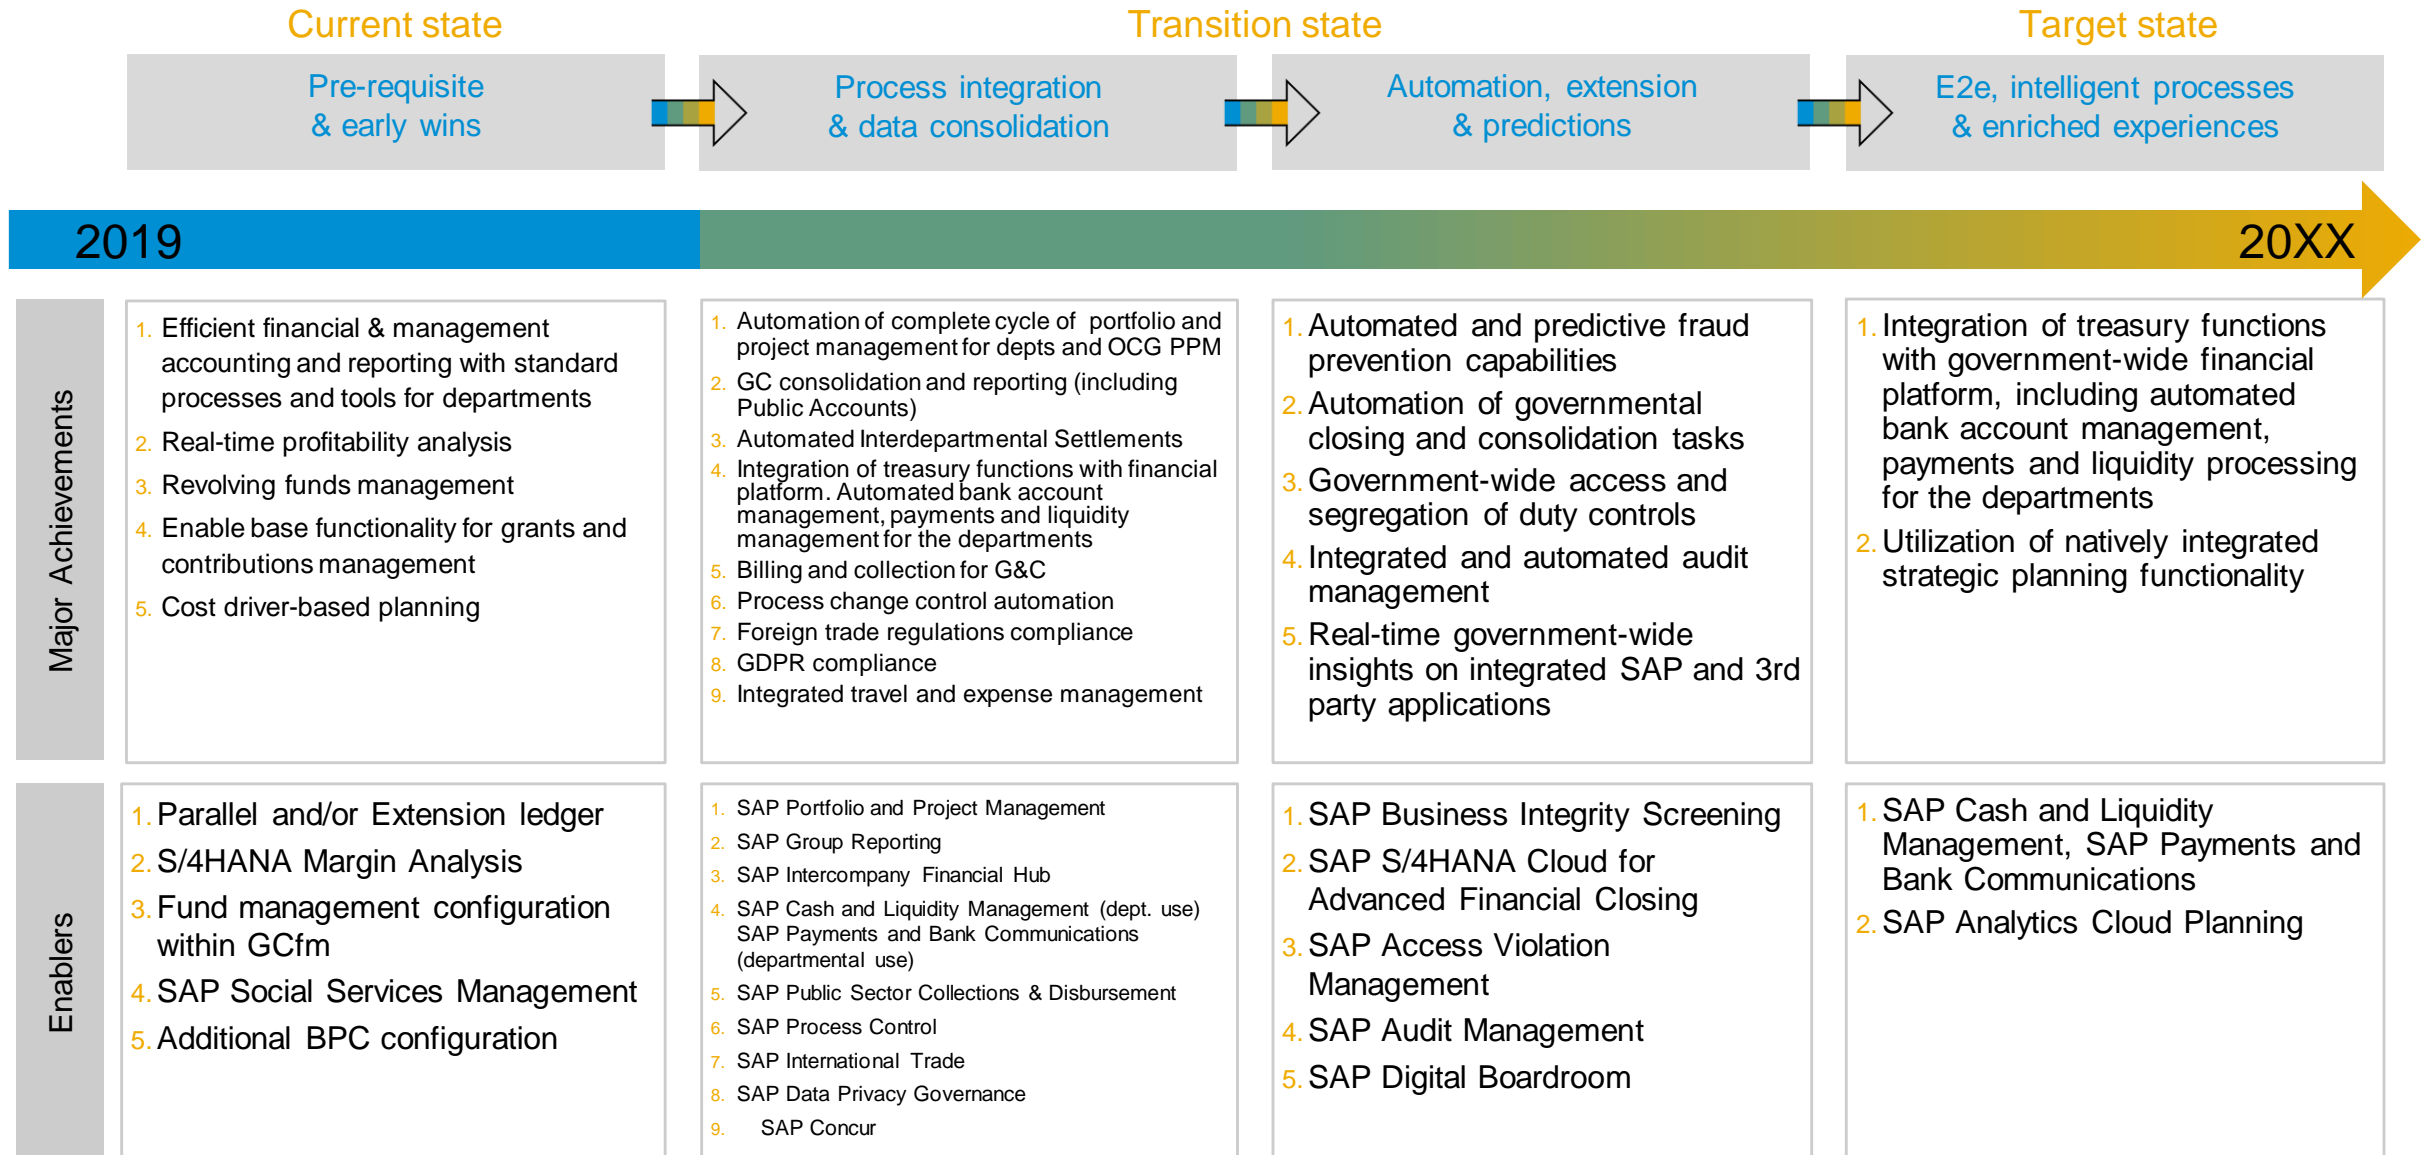 Current state
Transition state
Target state
Pre-requisite
& early wins
Process integration
& data consolidation
Automation, extension
& predictions
E2e, intelligent processes
& enriched experiences
2019
20XX
Major Achievements
1. Efficient financial & management
accounting and reporting with standard
processes and tools for departments
2. Real-time profitability analysis
3. Revolving funds management
4. Enable base functionality for grants and
contributions management
5. Cost driver-based planning
1. Automation of complete cycle of portfolio and
project management for depts and OCG PPM
2. GC consolidation and reporting (including
Public Accounts)
3. Automated Interdepartmental Settlements
4. Integration of treasury functions with financial
platform. Automated bank account
management, payments and liquidity
management for the departments
5. Billing and collection for G&C
6. Process change control automation
7. Foreign trade regulations compliance
8. GDPR compliance
9. Integrated travel and expense management
1. Automated and predictive fraud
prevention capabilities
2. Automation of governmental
closing and consolidation tasks
3. Government-wide access and
segregation of duty controls
4. Integrated and automated audit
management
5. Real-time government-wide
insights on integrated SAP and 3rd
party applications
1. Integration of treasury functions
with government-wide financial
platform, including automated
bank account management,
payments and liquidity processing
for the departments
2. Utilization of natively integrated
strategic planning functionality
Enablers
1. Parallel and/or Extension ledger
2. S/4HANA Margin Analysis
3. Fund management configuration
within GCfm
4. SAP Social Services Management
5. Additional BPC configuration
1. SAP Portfolio and Project Management
2. SAP Group Reporting
3. SAP Intercompany Financial Hub
4. SAP Cash and Liquidity Management (dept. use)
SAP Payments and Bank Communications
(departmental use)
5. SAP Public Sector Collections & Disbursement
6. SAP Process Control
7. SAP International Trade
8. SAP Data Privacy Governance
9. SAP Concur
1. SAP Business Integrity Screening
2. SAP S/4HANA Cloud for
Advanced Financial Closing
3. SAP Access Violation
Management
4. SAP Audit Management
5. SAP Digital Boardroom
1. SAP Cash and Liquidity
Management, SAP Payments and
Bank Communications
2. SAP Analytics Cloud Planning